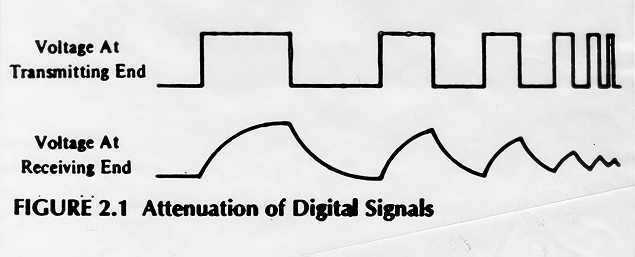 Voltage At
Transmitting End
Voltage At
Receiving End
FIGURE 2.1 Attenuation of Digital Signals